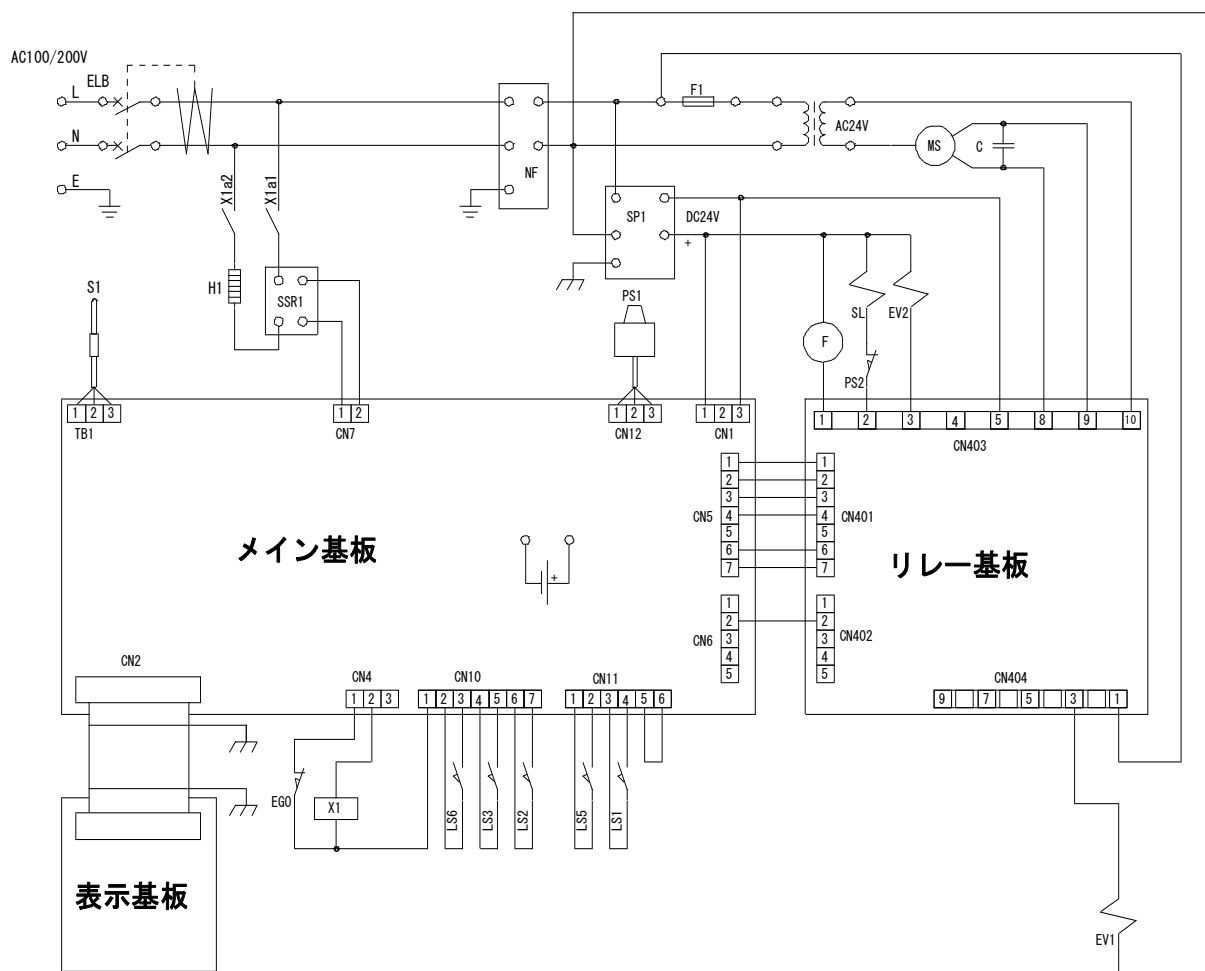 AC100/200V
ELB
L
N
E
X1a2
X1a1
NF
F1
AC24V
MS
C
SP1
DC24V
+
S1
H1
SSR1
PS1
SL
EV2
F
PS2
1 2 3
TB1
1 2
CN7
1 2 3
CN12
1 2 3
CN1
1 2 3 4 5 8 9 10
CN403
メイン基板
+
CN5
1
2
3
4
5
6
7
CN401
1
2
3
4
5
6
7
リレー基板
CN6
1
2
3
4
5
CN402
1
2
3
4
5
CN2
CN4
1 2 3
CN10
1 2 3 4 5 6 7
CN11
1 2 3 4 5 6
CN404
9 7 5 3 1
EGO
X1
LS6
LS3
LS2
LS5
LS1
表示基板
EV1